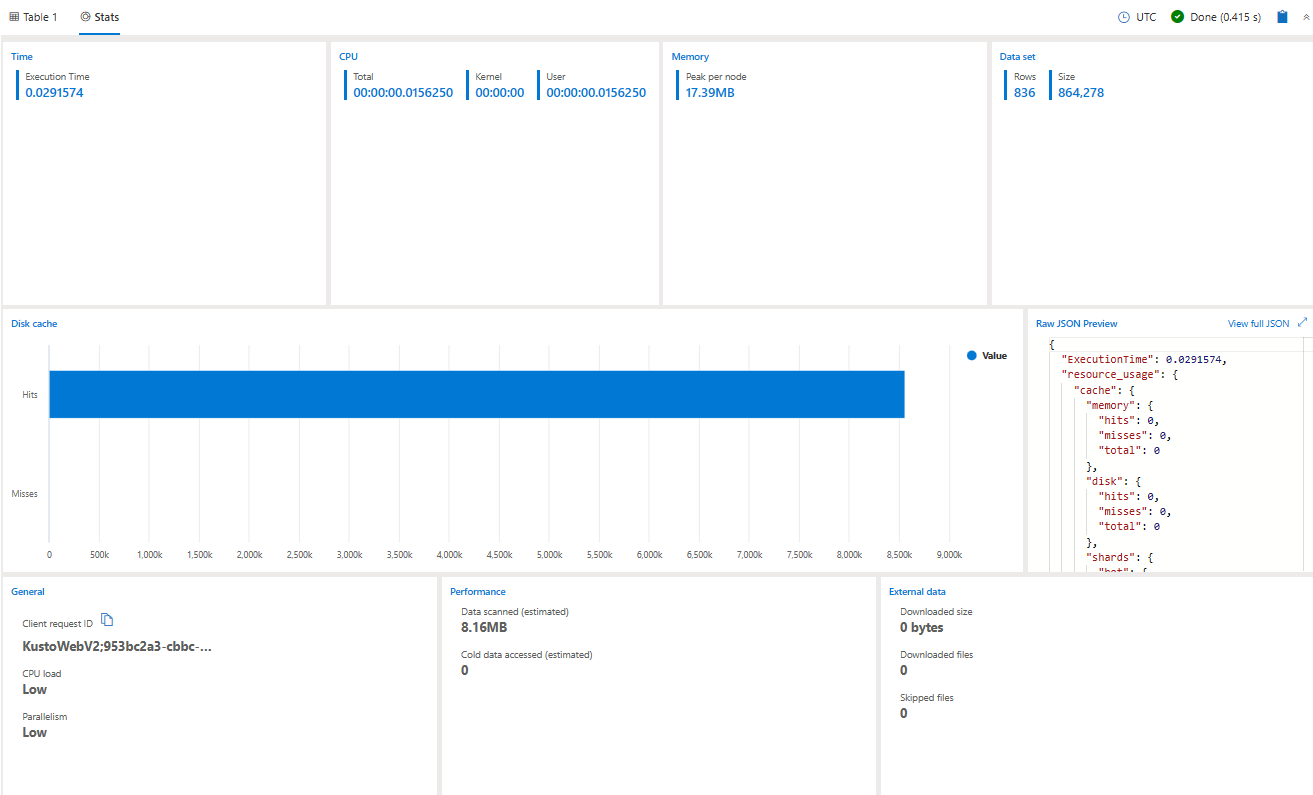 Table 1
Stats
UTC
Done (0.415 s)
Time
Execution Time
0.0291574
CPU
Total
00:00:00.0156250
Kernel
00:00:00
User
00:00:00.0156250
Memory
Peak per node
17.39MB
Data set
Rows
836
Size
864,278
Disk cache
Value
Hits
Misses
0 500k 1,000k 1,500k 2,000k 2,500k 3,000k 3,500k 4,000k 4,500k 5,000k 5,500k 6,000k 6,500k 7,000k 7,500k 8,000k 8,500k 9,000k
Raw JSON Preview
View full JSON
{
"ExecutionTime": 0.0291574,
"resource_usage": {
"cache": {
"memory": {
"hits": 0,
"misses": 0,
"total": 0
},
"disk": {
"hits": 0,
"misses": 0,
"total": 0
},
"shards": {
"hot": {
General
Client request ID
KustoWebV2;953bc2a3-cbbc-...
CPU load
Low
Parallelism
Low
Performance
Data scanned (estimated)
8.16MB
Cold data accessed (estimated)
0
External data
Downloaded size
0 bytes
Downloaded files
0
Skipped files
0